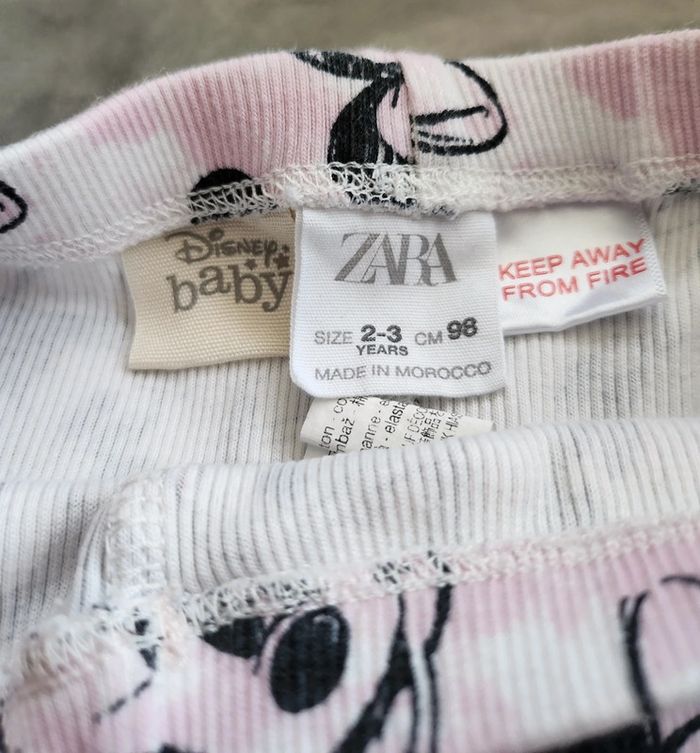 Disney
baby
ZARA
SIZE 2-3 CM 98
YEARS
MADE IN MOROCCO
KEEP AWAY
FROM FIRE